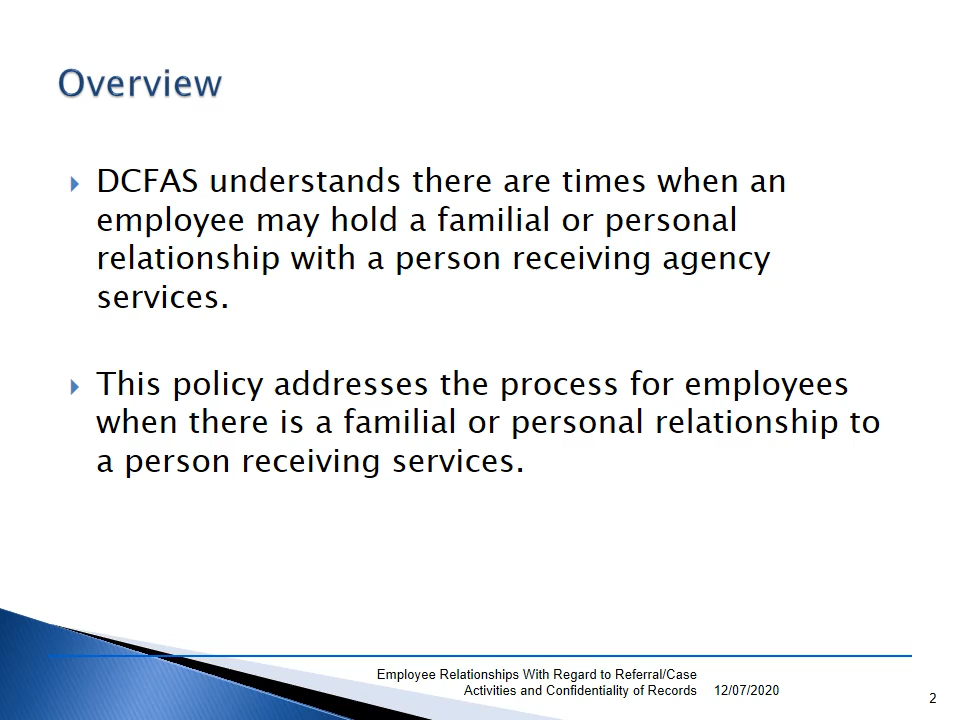 Overview
DCFAS understands there are times when an
employee may hold a familial or personal
relationship with a person receiving agency
services.
This policy addresses the process for employees
when there is a familial or personal relationship to
a person receiving services.
Employee Relationships With Regard to Referral/Case
Activities and Confidentiality of Records 12/07/2020
2